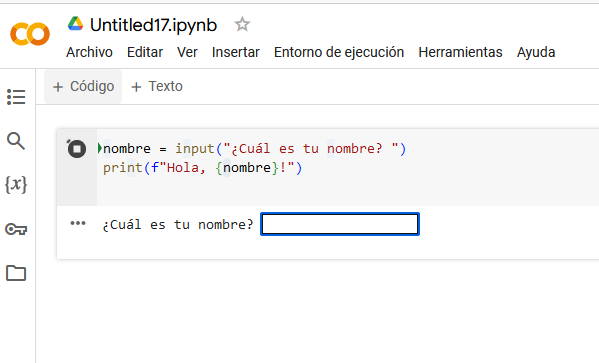 Untitled17.ipynb
Archivo Editar Ver Insertar Entorno de ejecución Herramientas Ayuda
+ Código + Texto
{x}
nombre = input("¿Cuál es tu nombre? ")
print(f"Hola, {nombre}!")
¿Cuál es tu nombre?